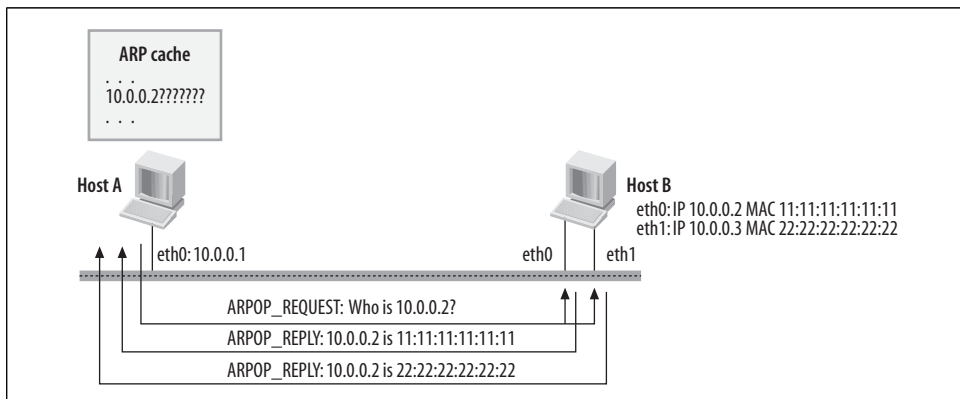 ARP cache
. . .
10.0.0.2???????
. . .
Host A
Host B
eth0: IP 10.0.0.2 MAC 11:11:11:11:11:11
eth1: IP 10.0.0.3 MAC 22:22:22:22:22:22
eth0: 10.0.0.1
eth0
eth1
ARPOP_REQUEST: Who is 10.0.0.2?
ARPOP_REPLY: 10.0.0.2 is 11:11:11:11:11:11
ARPOP_REPLY: 10.0.0.2 is 22:22:22:22:22:22